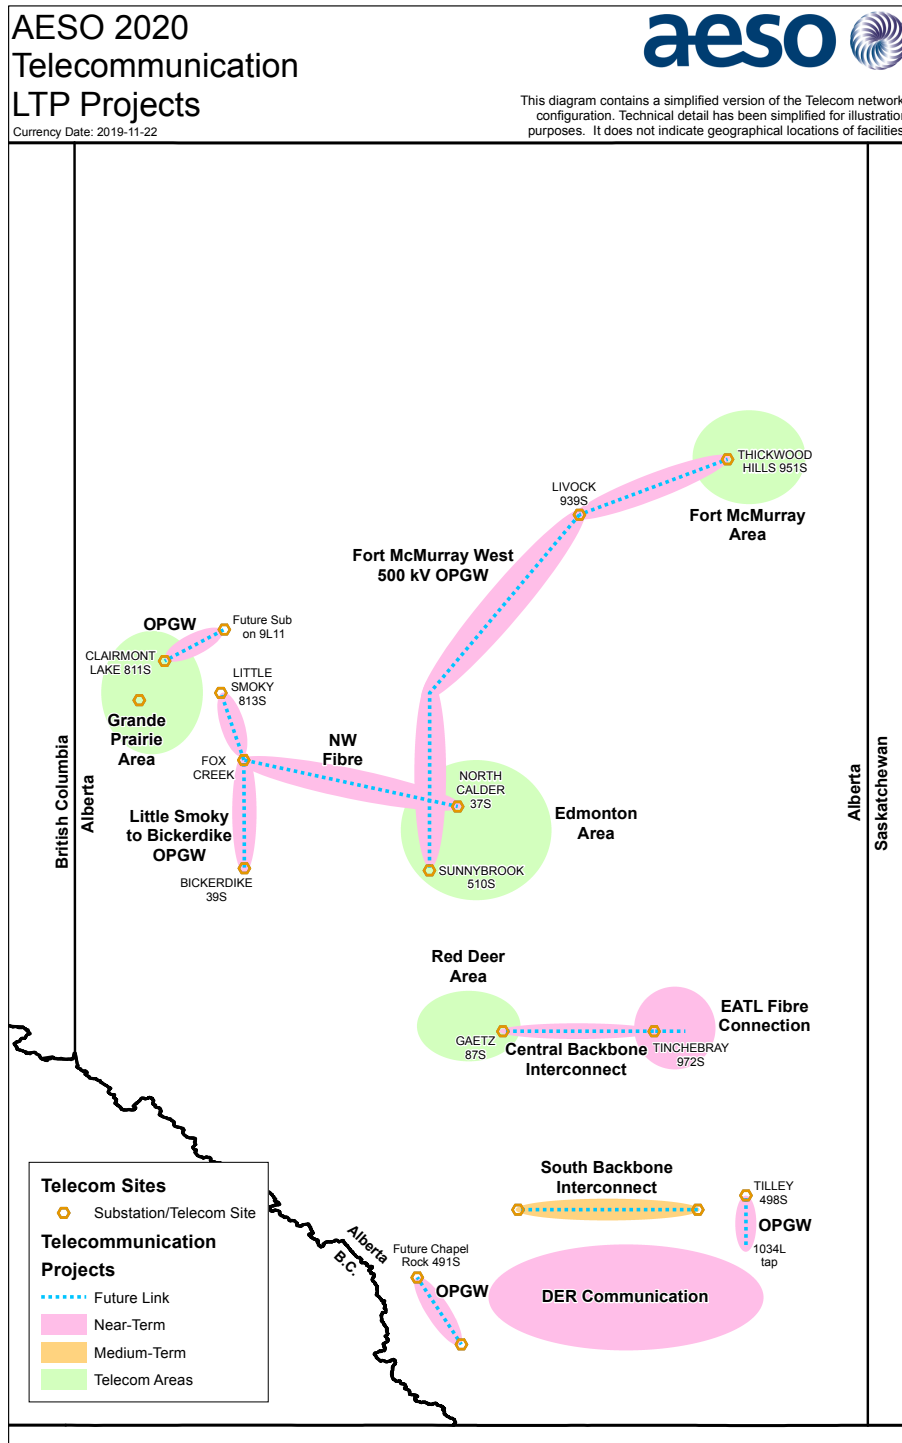 AESO 2020
Telecommunication
LTP Projects
Currency Date: 2019-11-22
aeso
This diagram contains a simplified version of the Telecom network
configuration. Technical detail has been simplified for illustration
purposes. It does not indicate geographical locations of facilities
THICKWOOD
HILLS 951S
Fort McMurray
Area
LIVOCK
939S
Fort McMurray West
500 kV OPGW
OPGW
Future Sub
on 9L11
CLAIRMONT
LAKE 811S
LITTLE
SMOKY
813S
Grande
Prairie
Area
FOX
CREEK
NW
Fibre
NORTH
CALDER
37S
Edmonton
Area
Little Smoky
to Bickerdike
OPGW
BICKERDIKE
39S
SUNNYBROOK
510S
British Columbia
Alberta
Alberta
Saskatchewan
Red Deer
Area
GAETZ
87S
Central Backbone
Interconnect
EATL Fibre
Connection
TINCHEBRAY
972S
South Backbone
Interconnect
TILLEY
498S
OPGW
1034L
tap
Alberta
B.C.
Future Chapel
Rock 491S
OPGW
DER Communication
Telecom Sites
Substation/Telecom Site
Telecommunication
Projects
Future Link
Near-Term
Medium-Term
Telecom Areas